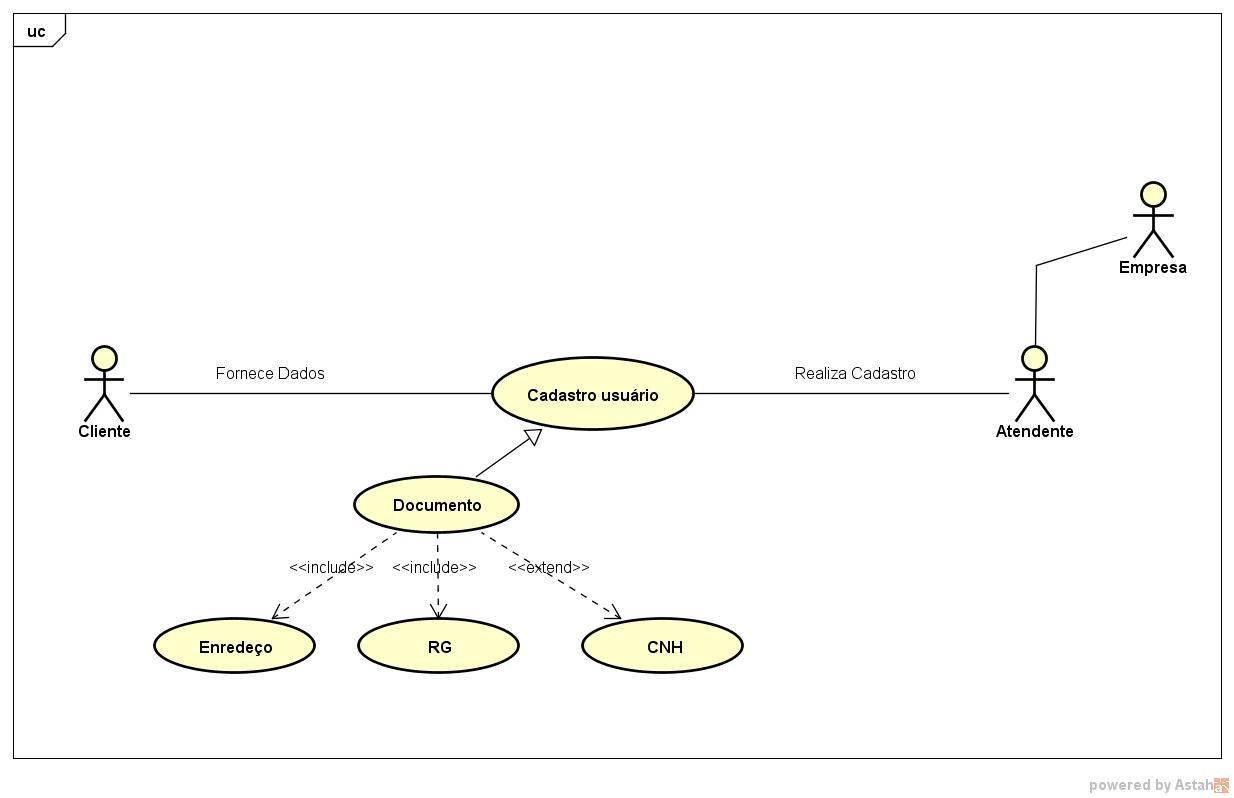 uc
Empresa
Fornece Dados
Realiza Cadastro
Cadastro usuário
Cliente
Atendente
Documento
<<include>>
<<include>>
<<extend>>
Enredeço
RG
CNH
powered by Astah